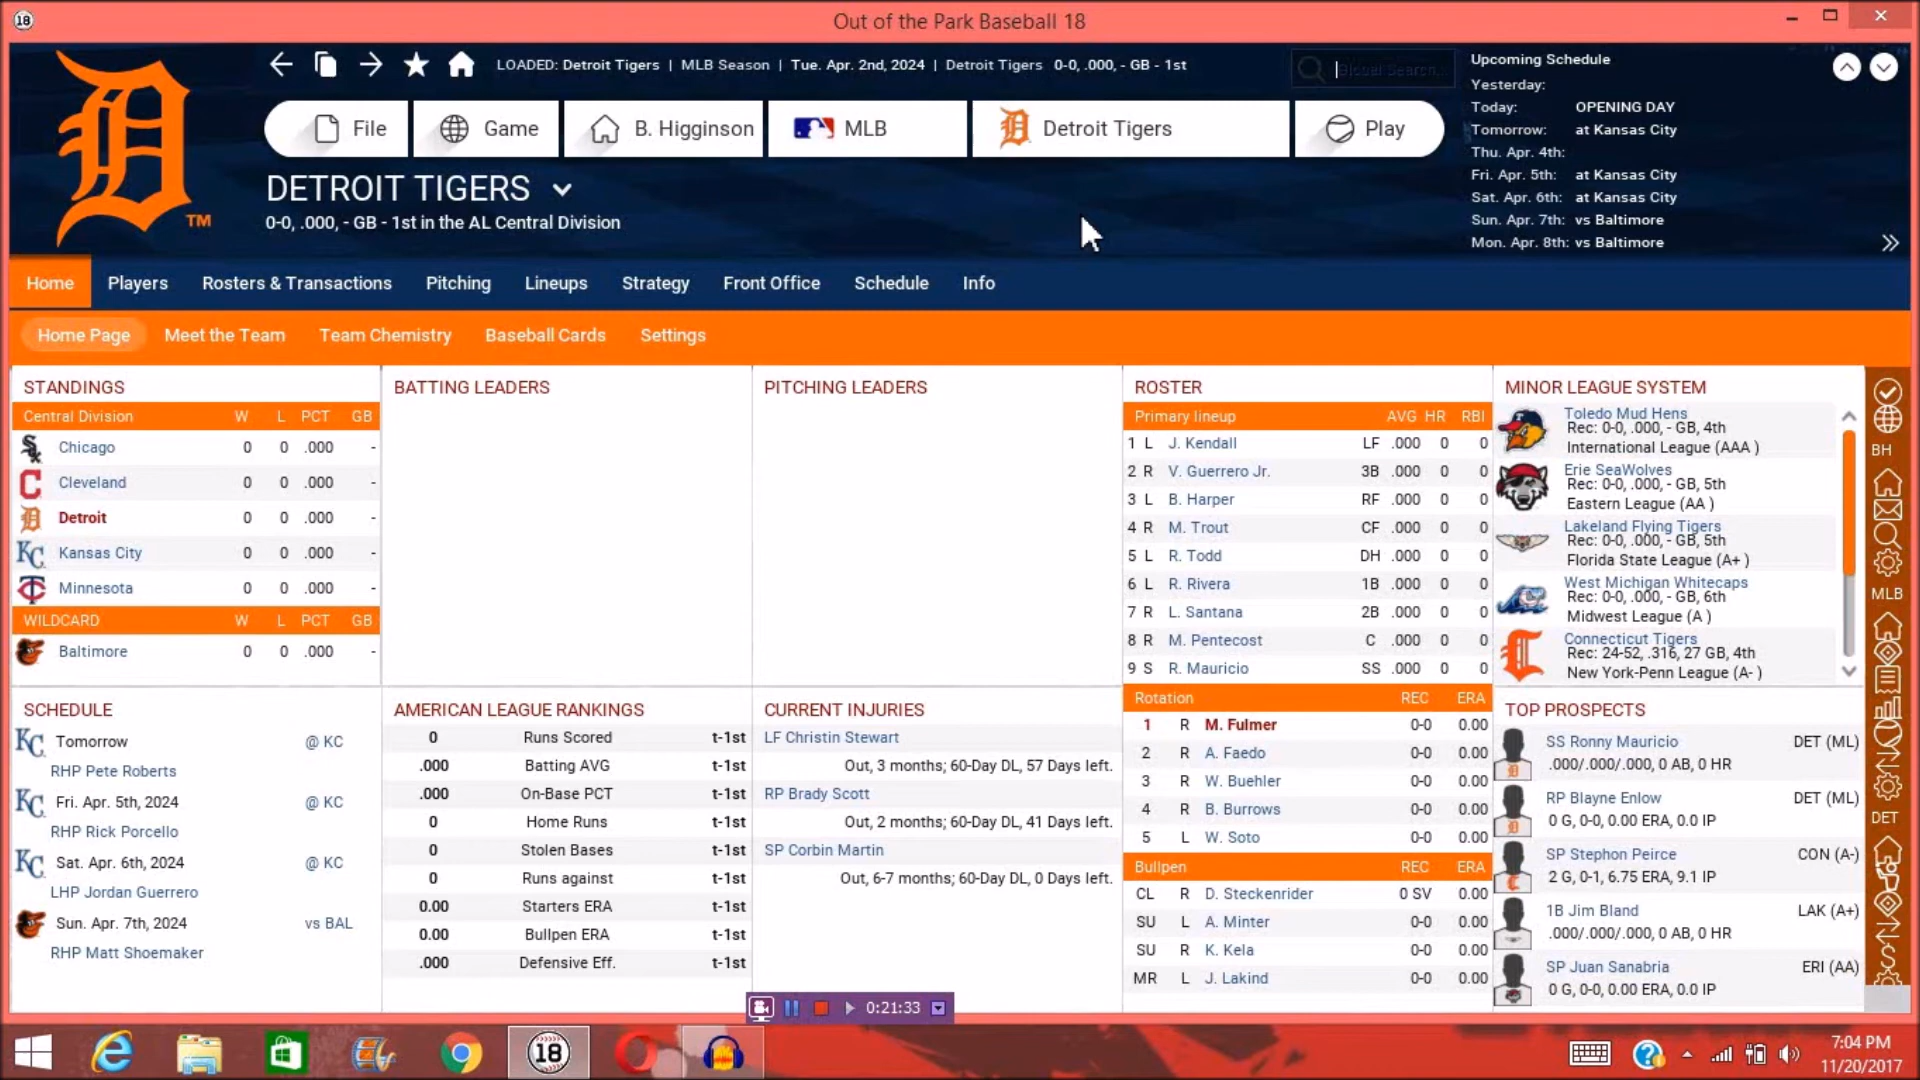 18 Out of the Park Baseball 18
LOADED: Detroit Tigers | MLB Season | Tue. Apr. 2nd, 2024 | Detroit Tigers 0-0, .000, - GB - 1st
Global Search...
File Game B. Higginson MLB Detroit Tigers Play
DETROIT TIGERS
0-0, .000, - GB - 1st in the AL Central Division
TM
Upcoming Schedule
Yesterday:
Today: OPENING DAY
Tomorrow: at Kansas City
Thu. Apr. 4th:
Fri. Apr. 5th: at Kansas City
Sat. Apr. 6th: at Kansas City
Sun. Apr. 7th: vs Baltimore
Mon. Apr. 8th: vs Baltimore
Home Players Rosters & Transactions Pitching Lineups Strategy Front Office Schedule Info
Home Page Meet the Team Team Chemistry Baseball Cards Settings
STANDINGS
Central Division W L PCT GB
Chicago 0 0 .000 -
Cleveland 0 0 .000 -
Detroit 0 0 .000 -
Kansas City 0 0 .000 -
Minnesota 0 0 .000 -
WILDCARD W L PCT GB
Baltimore 0 0 .000
BATTING LEADERS
PITCHING LEADERS
ROSTER
Primary lineup AVG HR RBI
1 L J. Kendall LF .000 0 0
2 R V. Guerrero Jr. 3B .000 0 0
3 L B. Harper RF .000 0 0
4 R M. Trout CF .000 0 0
5 L R. Todd DH .000 0 0
6 L R. Rivera 1B .000 0 0
7 R L. Santana 2B .000 0 0
8 R M. Pentecost C .000 0 0
9 S R. Mauricio SS .000 0 0
Rotation REC ERA
1 R M. Fulmer 0-0 0.00
2 R A. Faedo 0-0 0.00
3 R W. Buehler 0-0 0.00
4 R B. Burrows 0-0 0.00
5 L W. Soto 0-0 0.00
Bullpen REC ERA
CL R D. Steckenrider 0 SV 0.00
SU L A. Minter 0-0 0.00
SU R K. Kela 0-0 0.00
MR L J. Lakind 0-0 0.00
MINOR LEAGUE SYSTEM
Toledo Mud Hens
Rec: 0-0, .000, - GB, 4th
International League (AAA )
Erie SeaWolves
Rec: 0-0, .000, - GB, 5th
Eastern League (AA )
Lakeland Flying Tigers
Rec: 0-0, .000, - GB, 5th
Florida State League (A+ )
West Michigan Whitecaps
Rec: 0-0, .000, - GB, 6th
Midwest League (A )
Connecticut Tigers
Rec: 24-52, .316, 27 GB, 4th
New York-Penn League (A- )
BH
MLB
DET
SCHEDULE
Tomorrow @ KC
RHP Pete Roberts
Fri. Apr. 5th, 2024 @ KC
RHP Rick Porcello
Sat. Apr. 6th, 2024 @ KC
LHP Jordan Guerrero
Sun. Apr. 7th, 2024 vs BAL
RHP Matt Shoemaker
AMERICAN LEAGUE RANKINGS
0 Runs Scored t-1st
.000 Batting AVG t-1st
.000 On-Base PCT t-1st
0 Home Runs t-1st
0 Stolen Bases t-1st
0 Runs against t-1st
0.00 Starters ERA t-1st
0.00 Bullpen ERA t-1st
.000 Defensive Eff. t-1st
CURRENT INJURIES
LF Christin Stewart
Out, 3 months; 60-Day DL, 57 Days left.
RP Brady Scott
Out, 2 months; 60-Day DL, 41 Days left.
SP Corbin Martin
Out, 6-7 months; 60-Day DL, 0 Days left.
TOP PROSPECTS
SS Ronny Mauricio DET (ML)
.000/.000/.000, 0 AB, 0 HR
RP Blayne Enlow DET (ML)
0 G, 0-0, 0.00 ERA, 0.0 IP
SP Stephon Peirce CON (A-)
2 G, 0-1, 6.75 ERA, 9.1 IP
1B Jim Bland LAK (A+)
.000/.000/.000, 0 AB, 0 HR
SP Juan Sanabria ERI (AA)
0 G, 0-0, 0.00 ERA, 0.0 IP
0:21:33
18
7:04 PM
11/20/2017